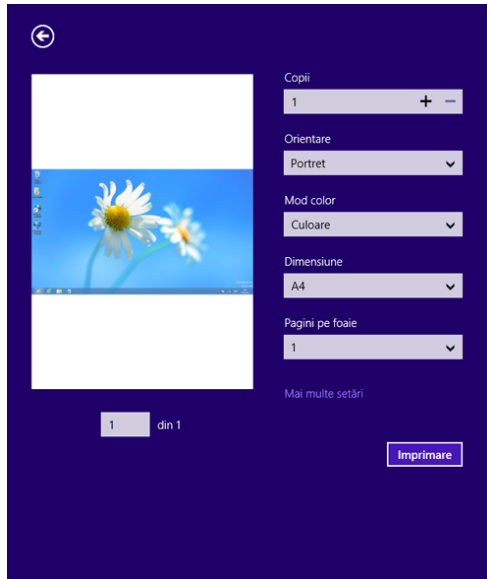 Copii
1
Orientare
Portret
Mod color
Culoare
Dimensiune
A4
Pagini pe foaie
1
Mai multe setări
1 din 1
Imprimare